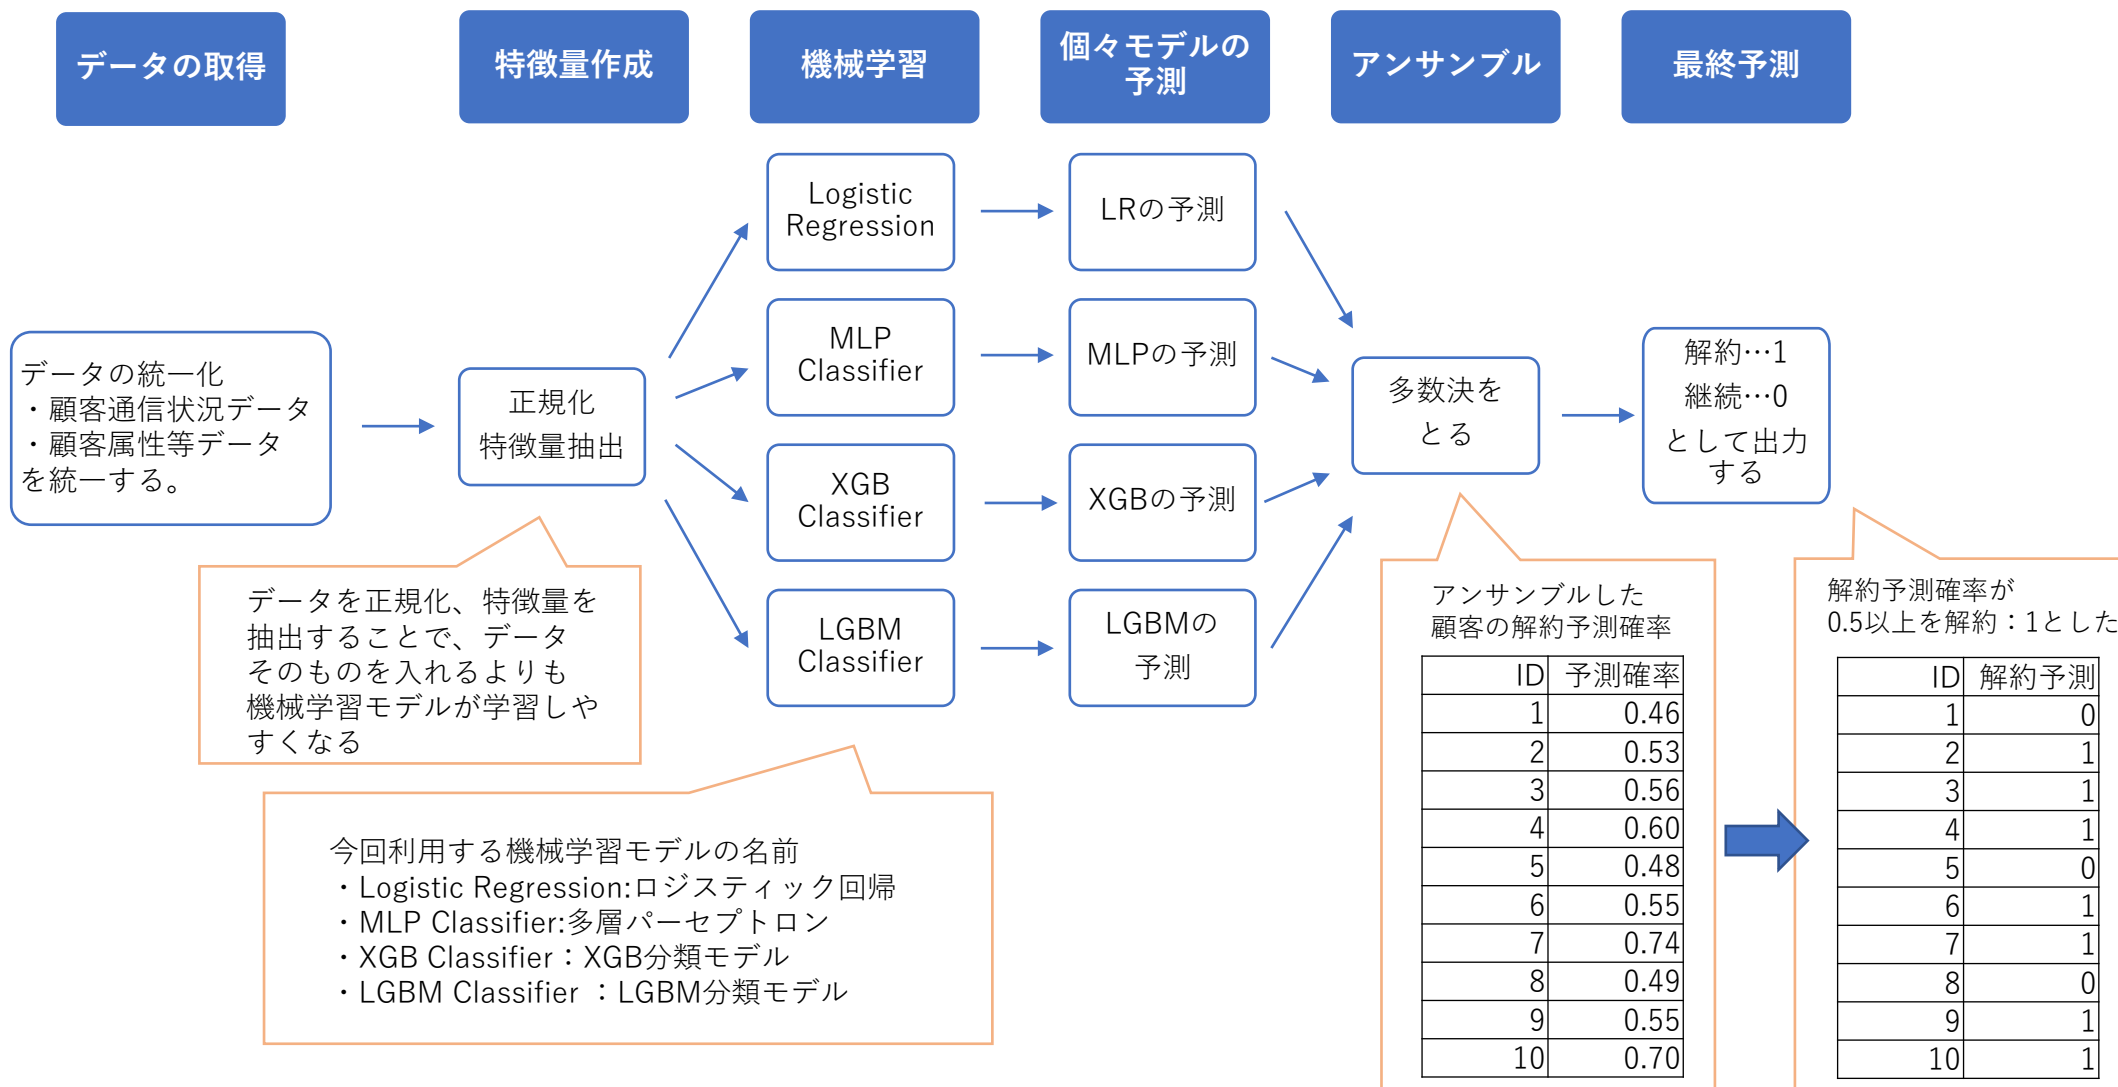 データの取得
特徴量作成
機械学習
個々モデルの
予測
アンサンブル
最終予測
データの統一化
・顧客通信状況データ
・顧客属性等データ
を統一する。
正規化
特徴量抽出
Logistic
Regression
MLP
Classifier
XGB
Classifier
LGBM
Classifier
LRの予測
MLPの予測
XGBの予測
LGBMの
予測
多数決を
とる
解約…1
継続…0
として出力
する
データを正規化、特徴量を
抽出することで、データ
そのものを入れるよりも
機械学習モデルが学習しや
すくなる
今回利用する機械学習モデルの名前
・Logistic Regression:ロジスティック回帰
・MLP Classifier:多層パーセプトロン
・XGB Classifier：XGB分類モデル
・LGBM Classifier ：LGBM分類モデル
アンサンブルした
顧客の解約予測確率
ID 予測確率
1 0.46
2 0.53
3 0.56
4 0.60
5 0.48
6 0.55
7 0.74
8 0.49
9 0.55
10 0.70
解約予測確率が
0.5以上を解約：1とした
ID 解約予測
1 0
2 1
3 1
4 1
5 0
6 1
7 1
8 0
9 1
10 1